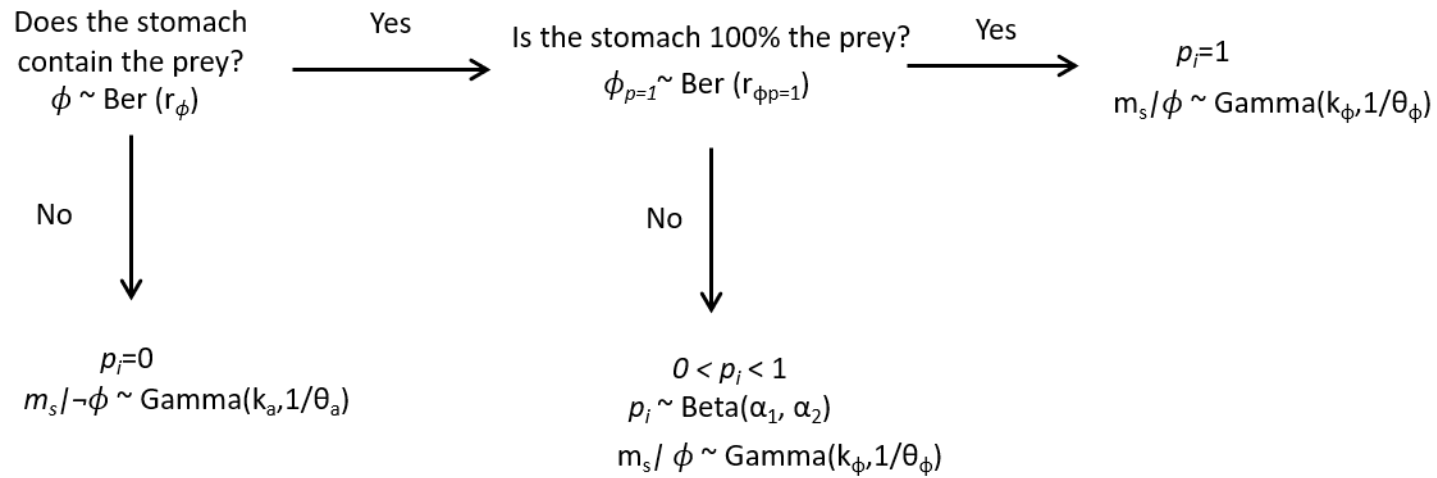 Does the stomach
contain the prey?
ϕ ~ Ber (rϕ)
Yes
Is the stomach 100% the prey?
ϕp=1~ Ber (rϕp=1)
Yes
pi=1
ms/ϕ ~ Gamma(kϕ,1/θϕ)
No
No
pi=0
ms/¬ϕ ~ Gamma(ka,1/θa)
0 < pi < 1
pi ~ Beta(α1, α2)
ms/ ϕ ~ Gamma(kϕ,1/θϕ)